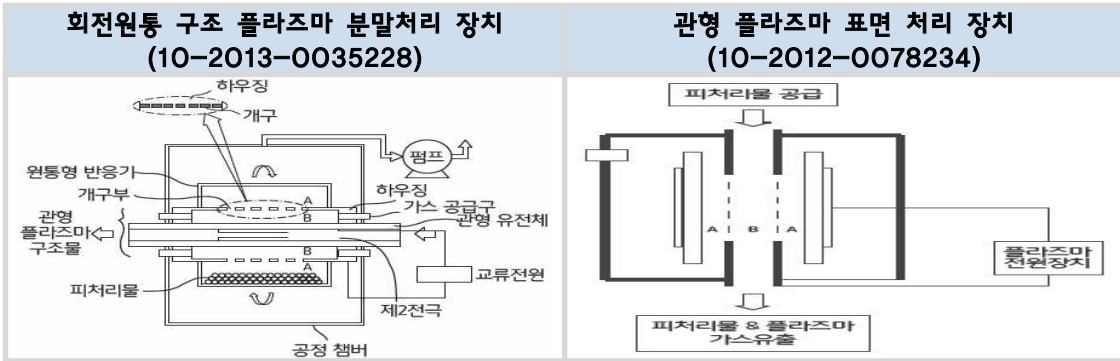 회전원통 구조 플라즈마 분말처리 장치
(10-2013-0035228)
관형 플라즈마 표면 처리 장치
(10-2012-0078234)
하우징
개구
펌프
원통형 반응기
개구부
하우징
가스 공급구
관형 유전체
관형
플라즈마
구조물
A
B
B
A
교류전원
피처리물
제2전극
공정 챔버
피처리물 공급
A B A
플라즈마
전원장치
피처리물 & 플라즈마
가스유출